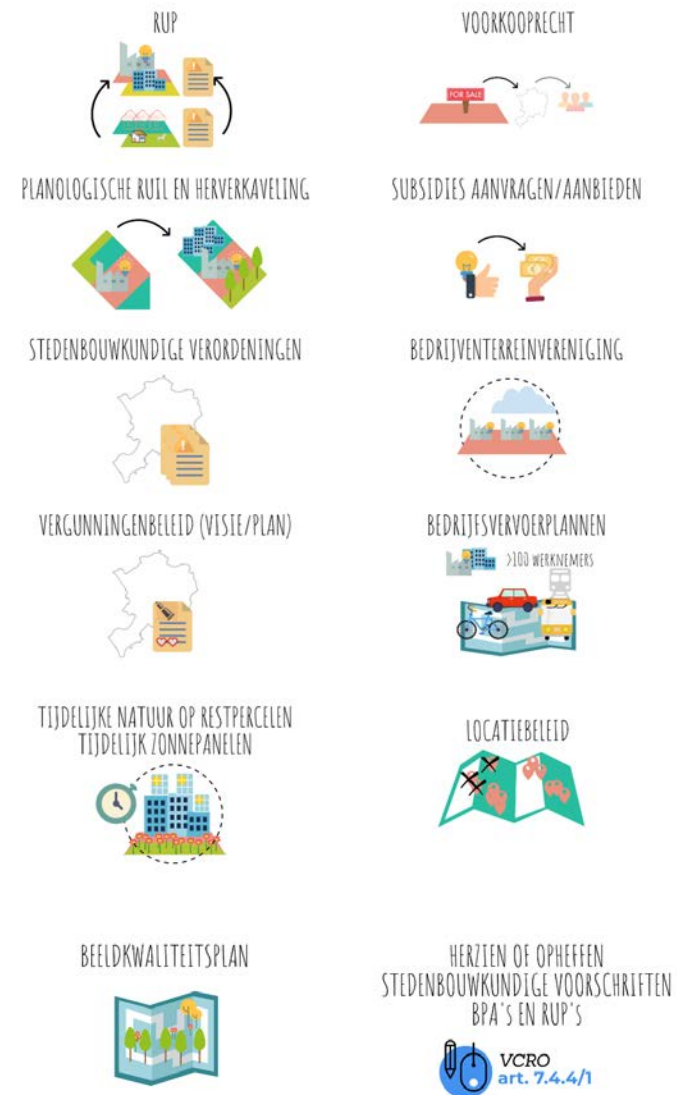 RUP
VOORKOOPRECHT
FOR SALE
PLANOLOGISCHE RUIL EN HERVERKAVELING
SUBSIDIES AANVRAGEN/AANBIEDEN
STEDENBOUWKUNDIGE VERORDENINGEN
BEDRIJVENTERREINVERENIGING
VERGUNNINGENBELEID (VISIE/PLAN)
BEDRIJFSVERVOERPLANNEN
>100 WERKNEMERS
TIJDELIJKE NATUUR OP RESTPERCELEN
TIJDELIJK ZONNEPANELEN
LOCATIEBELEID
BEELDKWALITEITSPLAN
HERZIEN OF OPHEFFEN
STEDENBOUWKUNDIGE VOORSCHRIFTEN
BPA's EN RUP's
VCRO
art. 7.4.4/1